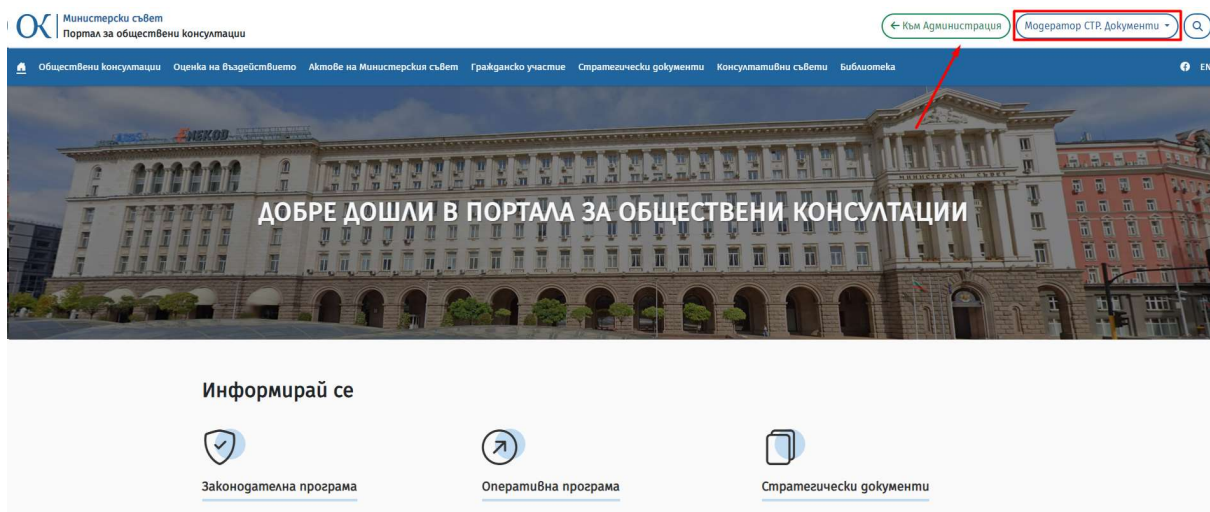 Министерски съвет
Портал за обществени консултации
← Към Администрация
Модератор СТР. Документи
Обществени консултации Оценка на въздействието Актове на Министерския съвет Гражданско участие Стратегически документи Консултативни съвети Библиотека
EN
МИНИСТЕРСКИ СЪВЕТ
ДОБРЕ ДОШЛИ В ПОРТАЛА ЗА ОБЩЕСТВЕНИ КОНСУЛТАЦИИ
Информирай се
Законодателна програма
Оперативна програма
Стратегически документи